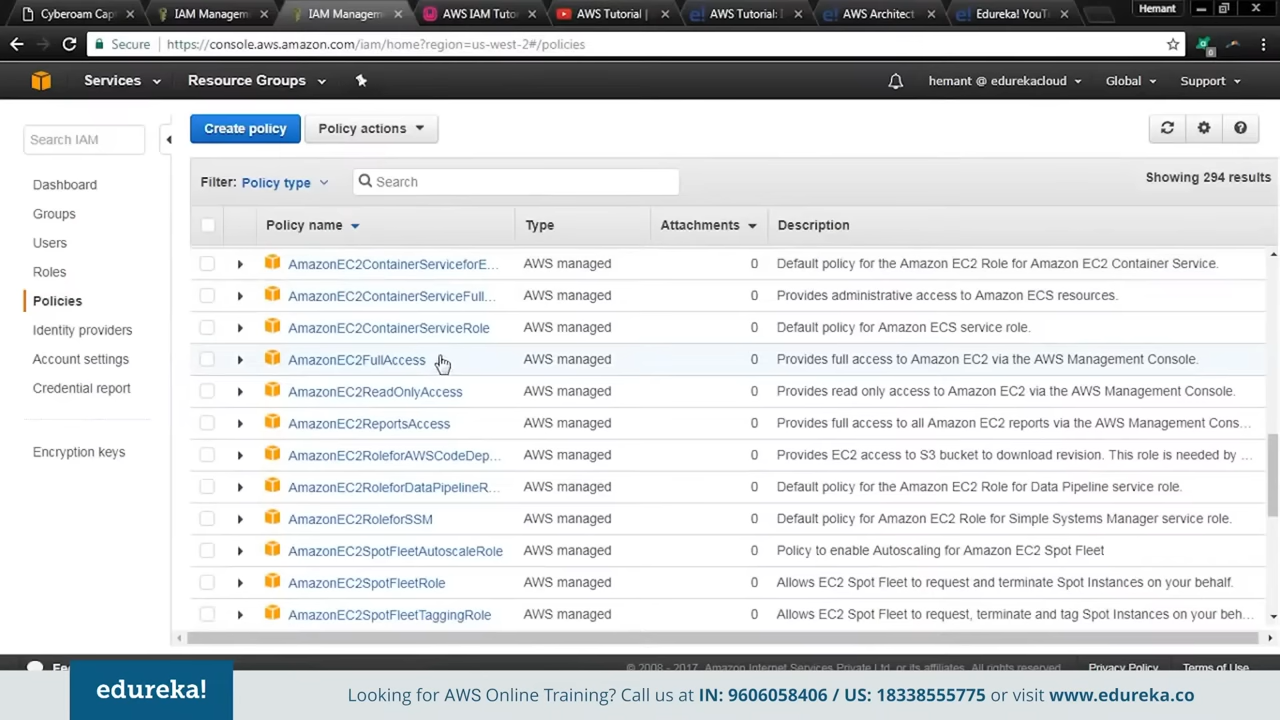 Cyberoam Cap
IAM Managem
IAM Managem
AWS IAM Tuto
AWS Tutorial |
AWS Tutorial:
AWS Architect
Edureka! YouT
Hemant
Secure
https://console.aws.amazon.com/iam/home?region=us-west-2#/policies
Services
Resource Groups
hemant @ edurekacloud
Global
Support
Search IAM
Dashboard
Groups
Users
Roles
Policies
Identity providers
Account settings
Credential report
Encryption keys
Create policy
Policy actions
Filter: Policy type
Search
Showing 294 results
Policy name Type Attachments Description
AmazonEC2ContainerServiceforE... AWS managed 0 Default policy for the Amazon EC2 Role for Amazon EC2 Container Service.
AmazonEC2ContainerServiceFull... AWS managed 0 Provides administrative access to Amazon ECS resources.
AmazonEC2ContainerServiceRole AWS managed 0 Default policy for Amazon ECS service role.
AmazonEC2FullAccess AWS managed 0 Provides full access to Amazon EC2 via the AWS Management Console.
AmazonEC2ReadOnlyAccess AWS managed 0 Provides read only access to Amazon EC2 via the AWS Management Console.
AmazonEC2ReportsAccess AWS managed 0 Provides full access to all Amazon EC2 reports via the AWS Management Cons...
AmazonEC2RoleforAWSCodeDep... AWS managed 0 Provides EC2 access to S3 bucket to download revision. This role is needed by ...
AmazonEC2RoleforDataPipelineR... AWS managed 0 Default policy for the Amazon EC2 Role for Data Pipeline service role.
AmazonEC2RoleforSSM AWS managed 0 Default policy for Amazon EC2 Role for Simple Systems Manager service role.
AmazonEC2SpotFleetAutoscaleRole AWS managed 0 Policy to enable Autoscaling for Amazon EC2 Spot Fleet
AmazonEC2SpotFleetRole AWS managed 0 Allows EC2 Spot Fleet to request and terminate Spot Instances on your behalf.
AmazonEC2SpotFleetTaggingRole AWS managed 0 Allows EC2 Spot Fleet to request, terminate and tag Spot Instances on your beh...
© 2008 - 2017, Amazon Internet Services Private Ltd. or its affiliates. All rights reserved.
Privacy Policy
Terms of Use
edureka!
Looking for AWS Online Training? Call us at IN: 9606058406 / US: 18338555775 or visit www.edureka.co